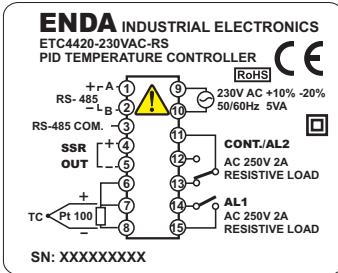 ENDA INDUSTRIAL ELECTRONICS
ETC4420-230VAC-RS
PID TEMPERATURE CONTROLLER
RoHS CE
+ A 1
RS- 485
- B 2
RS-485 COM. 3
SSR + 4
OUT - 5
6
+
TC Pt 100 7
-
8
9
230V AC +10% -20%
50/60Hz 5VA
10
11
CONT./AL2
12 AC 250V 2A
RESISTIVE LOAD
13
14 AL1
AC 250V 2A
15 RESISTIVE LOAD
SN: XXXXXXXXX